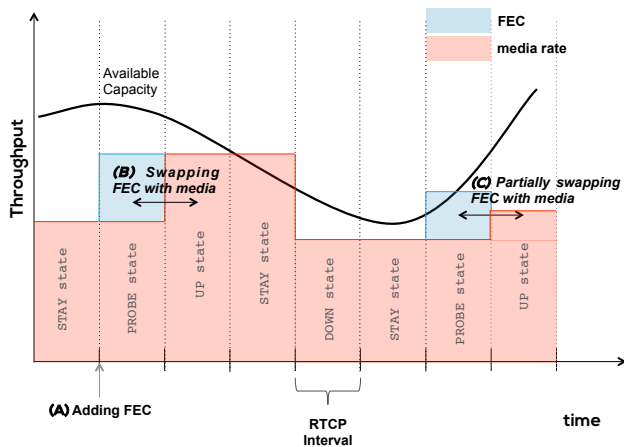 FEC
media rate
Available
Capacity
Throughput
(B) Swapping
FEC with media
(C) Partially swapping
FEC with media
STAY state
PROBE state
UP state
STAY state
DOWN state
STAY state
PROBE state
UP state
(A) Adding FEC
RTCP
Interval
time